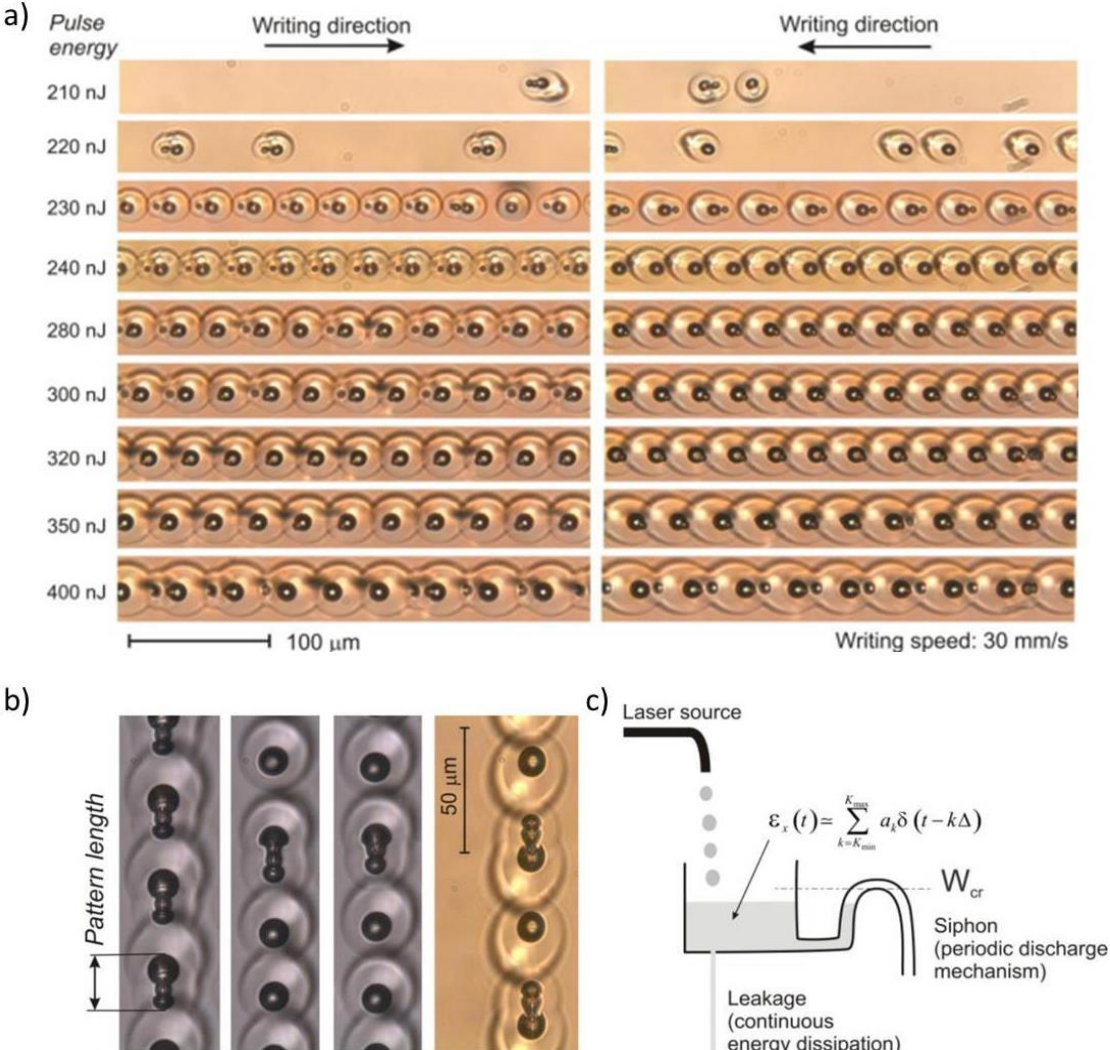 a)
Pulse
energy
Writing direction
Writing direction
210 nJ
220 nJ
230 nJ
240 nJ
280 nJ
300 nJ
320 nJ
350 nJ
400 nJ
100 μm
Writing speed: 30 mm/s
b)
Pattern length
50 μm
c)
Laser source
εₓ(t) ≃ ∑ₖ₌Kₘᵢₙ^Kₘₐₓ aₖδ(t − kΔ)
Wcr
Siphon
(periodic discharge
mechanism)
Leakage
(continuous
energy dissipation)